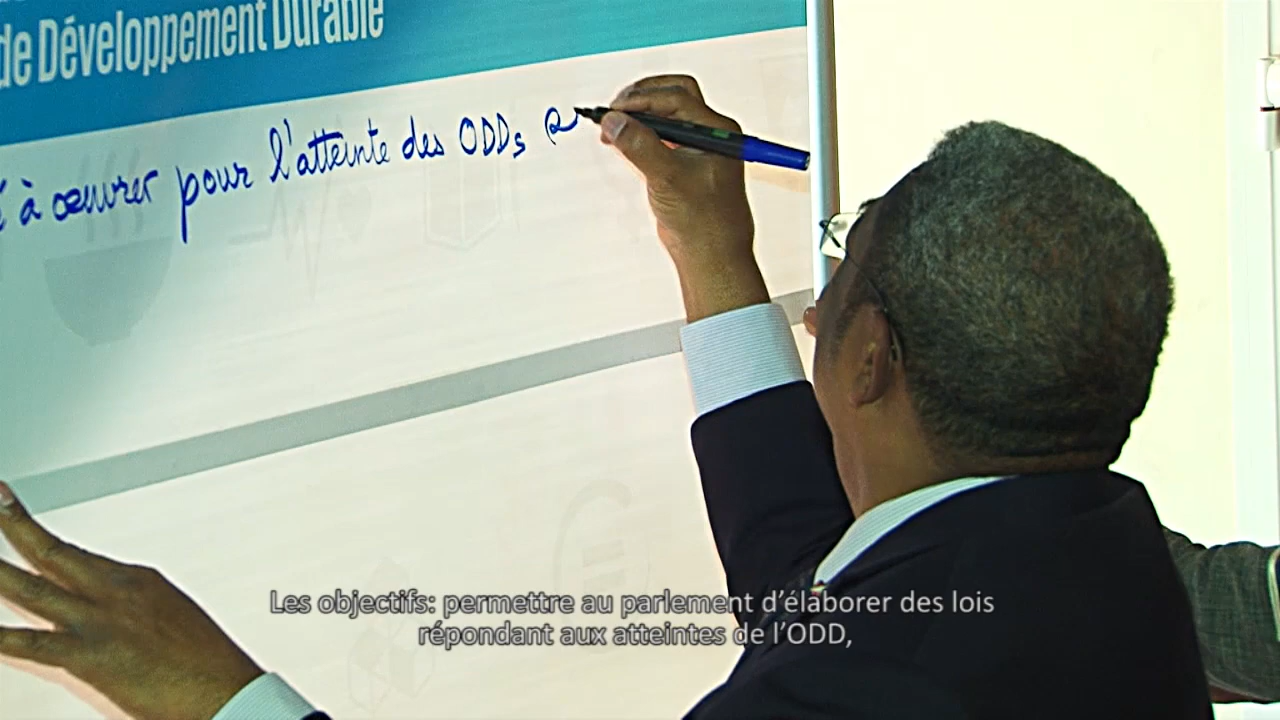 de Développement Durable
à œuvrer pour l'atteinte des ODDs
Les objectifs: permettre au parlement d'élaborer des lois
répondant aux atteintes de l'ODD,